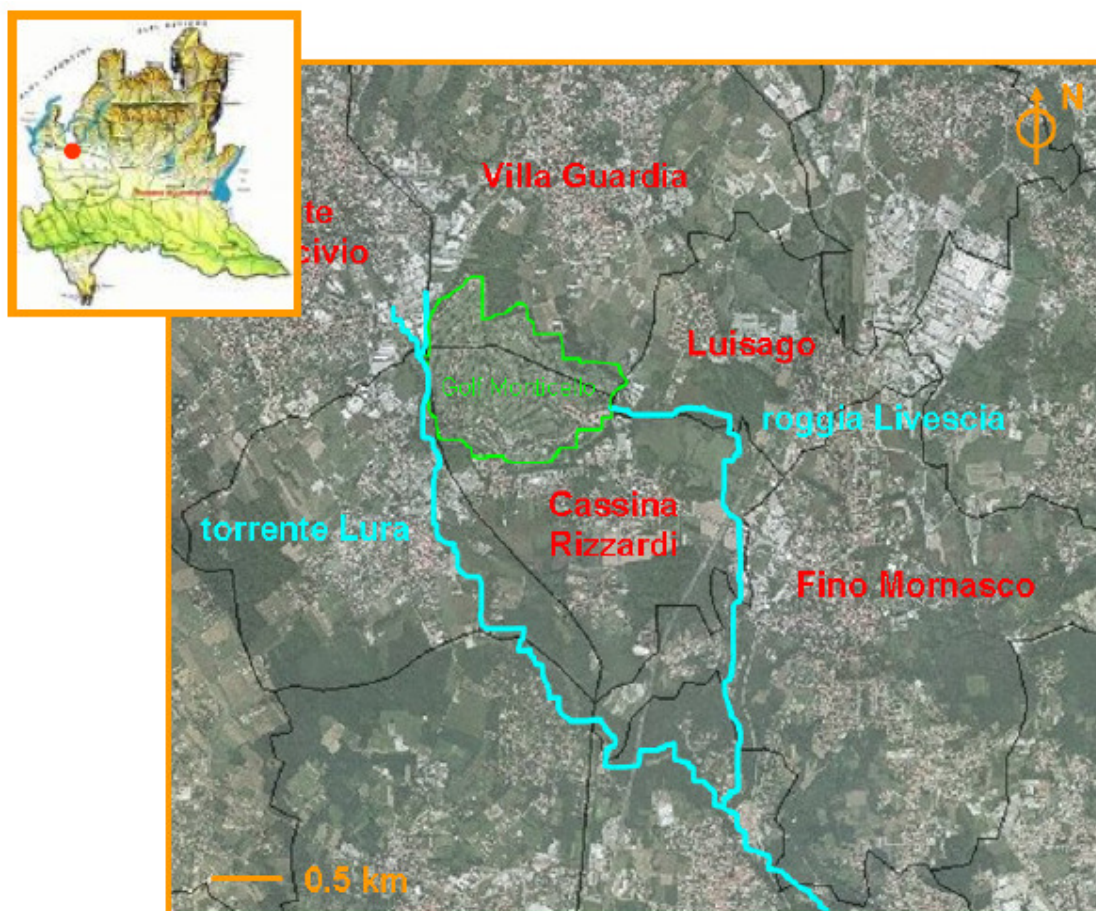 N
Villa Guardia
te
civio
Luisago
Golf Monticello
roggia Livescia
Cassina
Rizzardi
torrente Lura
Fino Mornasco
0.5 km